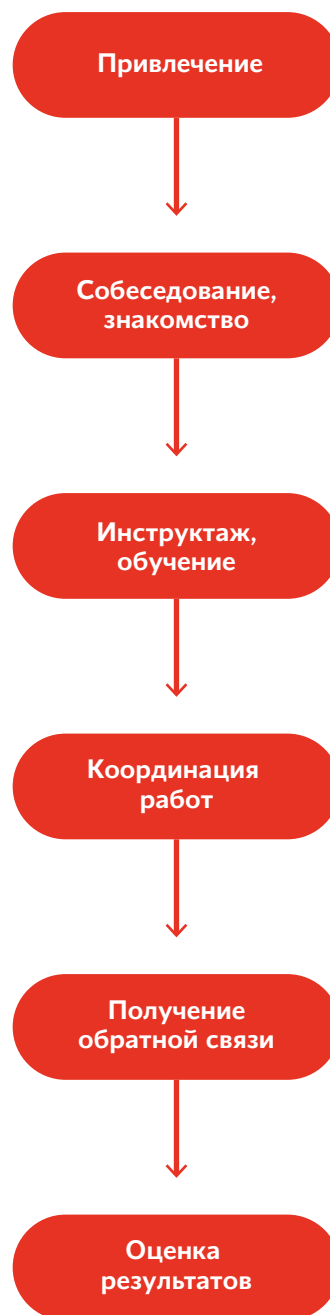 Привлечение
Собеседование,
знакомство
Инструктаж,
обучение
Координация
работ
Получение
обратной связи
Оценка
результатов